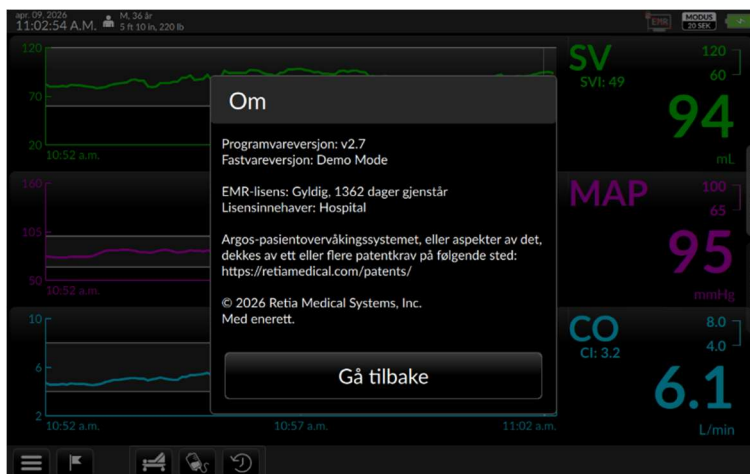 apr. 09, 2026
11:02:54 A.M.
M, 36 år
5 ft 10 in, 220 lb
EMR
MODUS
20 SEK
120
70
20
10:52 a.m.
SV
SVI: 49
120
60
94
mL
Om
Programvareversjon: v2.7
Fastvareversjon: Demo Mode
EMR-lisens: Gyldig, 1362 dager gjenstår
Lisensinnehaver: Hospital
Argos-pasientovervåkingssystemet, eller aspekter av det,
dekkes av ett eller flere patentkrav på følgende sted:
https://retiamedical.com/patents/
© 2026 Retia Medical Systems, Inc.
Med enerett.
Gå tilbake
160
105
50
10:52 a.m.
MAP
100
65
95
mmHg
10
6
2
10:52 a.m.
10:57 a.m.
11:02 a.m.
CO
CI: 3.2
8.0
4.0
6.1
L/min